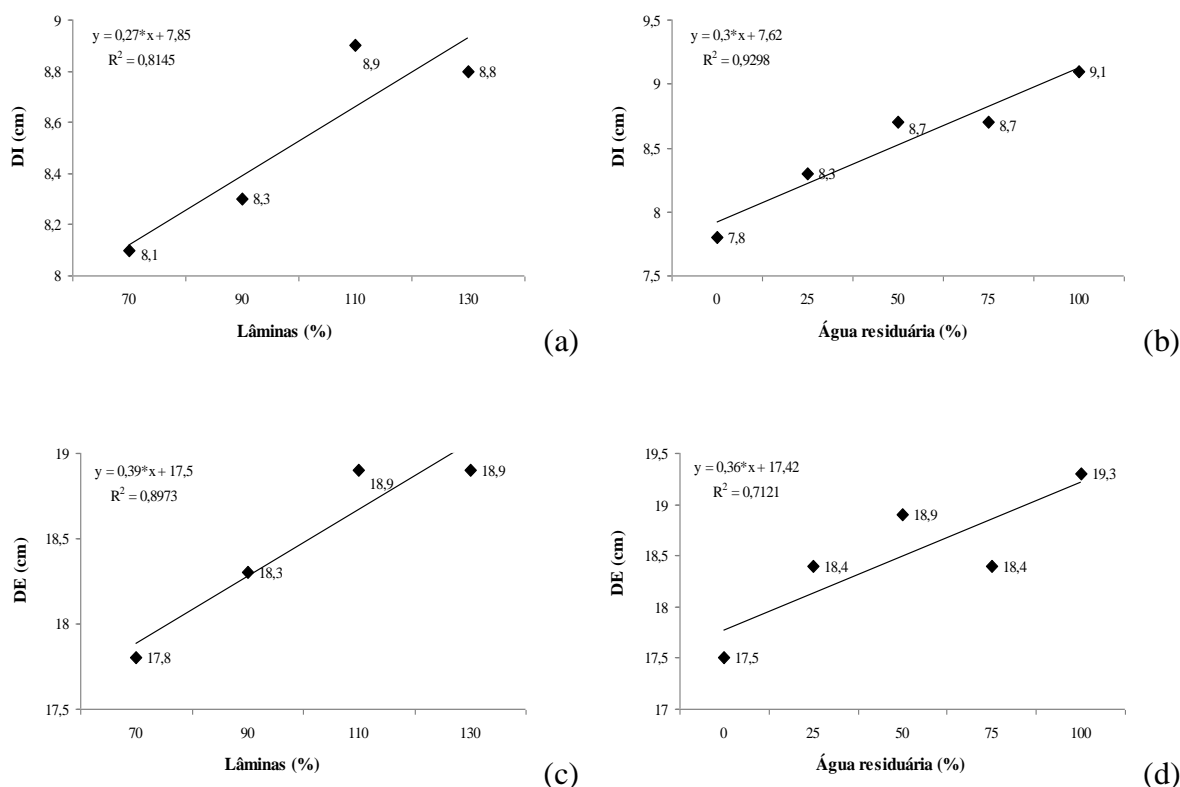 y = 0,27*x + 7,85
R² = 0,8145
DI (cm)
9
8,8
8,6
8,4
8,2
8
8,1
8,3
8,9
8,8
70 90 110 130
Lâminas (%)
(a)
y = 0,3*x + 7,62
R² = 0,9298
DI (cm)
9,5
9
8,5
8
7,5
7,8
8,3
8,7
8,7
9,1
0 25 50 75 100
Água residuária (%)
(b)
y = 0,39*x + 17,5
R² = 0,8973
DE (cm)
19
18,5
18
17,5
17,8
18,3
18,9
18,9
70 90 110 130
Lâminas (%)
(c)
y = 0,36*x + 17,42
R² = 0,7121
DE (cm)
19,5
19
18,5
18
17,5
17
17,5
18,4
18,9
18,4
19,3
0 25 50 75 100
Água residuária (%)
(d)